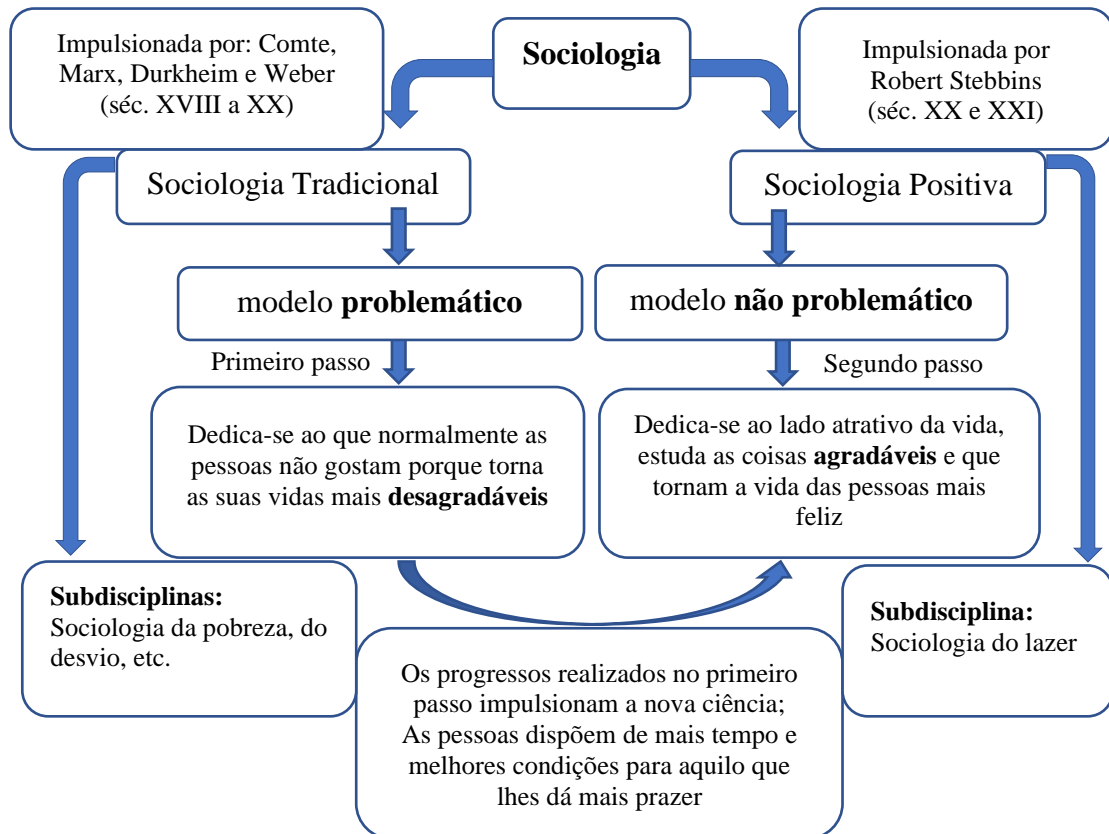 Impulsionada por: Comte,
Marx, Durkheim e Weber
(séc. XVIII a XX)
Sociologia
Impulsionada por
Robert Stebbins
(séc. XX e XXI)
Sociologia Tradicional
Sociologia Positiva
modelo problemático
modelo não problemático
Primeiro passo
Segundo passo
Dedica-se ao que normalmente as
pessoas não gostam porque torna
as suas vidas mais desagradáveis
Dedica-se ao lado atrativo da vida,
estuda as coisas agradáveis e que
tornam a vida das pessoas mais
feliz
Subdisciplinas:
Sociologia da pobreza, do
desvio, etc.
Subdisciplina:
Sociologia do lazer
Os progressos realizados no primeiro
passo impulsionam a nova ciência;
As pessoas dispõem de mais tempo e
melhores condições para aquilo que
lhes dá mais prazer